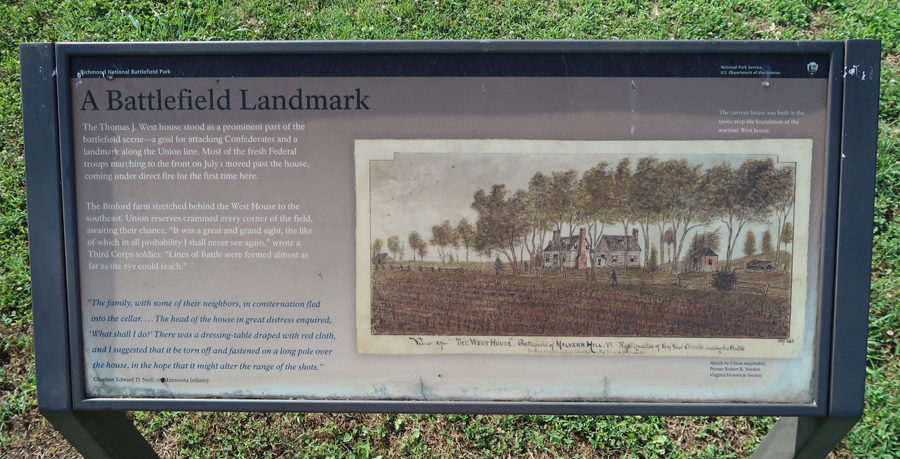 Richmond National Battlefield Park
National Park Service
U.S. Department of the Interior
A Battlefield Landmark
The Thomas J. West house stood as a prominent part of the
battlefield scene—a goal for attacking Confederates and a
landmark along the Union line. Most of the fresh Federal
troops marching to the front on July 1 moved past the house,
coming under direct fire for the first time here.
The Binford farm stretched behind the West House to the
southeast. Union reserves crammed every corner of the field,
awaiting their chance. "It was a great and grand sight, the like
of which in all probability I shall never see again," wrote a
Third Corps soldier. "Lines of Battle were formed almost as
far as the eye could reach."
"The family, with some of their neighbors, in consternation fled
into the cellar. . . . The head of the house in great distress enquired,
'What shall I do?' There was a dressing-table draped with red cloth,
and I suggested that it be torn off and fastened on a long pole over
the house, in the hope that it might alter the range of the shots."
Chaplain Edward D. Neill, Minnesota Infantry
The current house was built in the
1900s atop the foundation of the
wartime West house.
View of "THE WEST HOUSE". Battlefield of MALVERN HILL Va. Head Quarters of Maj Genl Couch during the Battle
Sketch by Union mapmaker,
Private Robert K. Sneden.
Virginia Historical Society